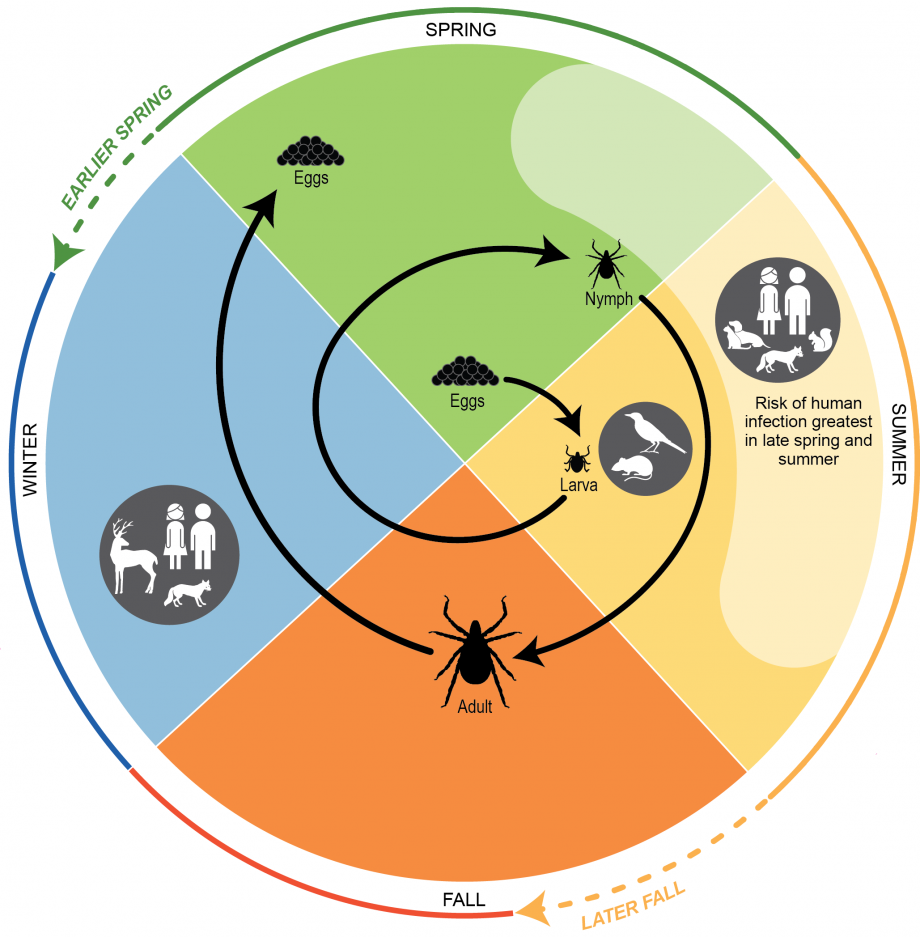 SPRING
EARLIER SPRING
Eggs
Nymph
Eggs
Larva
Risk of human
infection greatest
in late spring and
summer
SUMMER
WINTER
Adult
FALL
LATER FALL